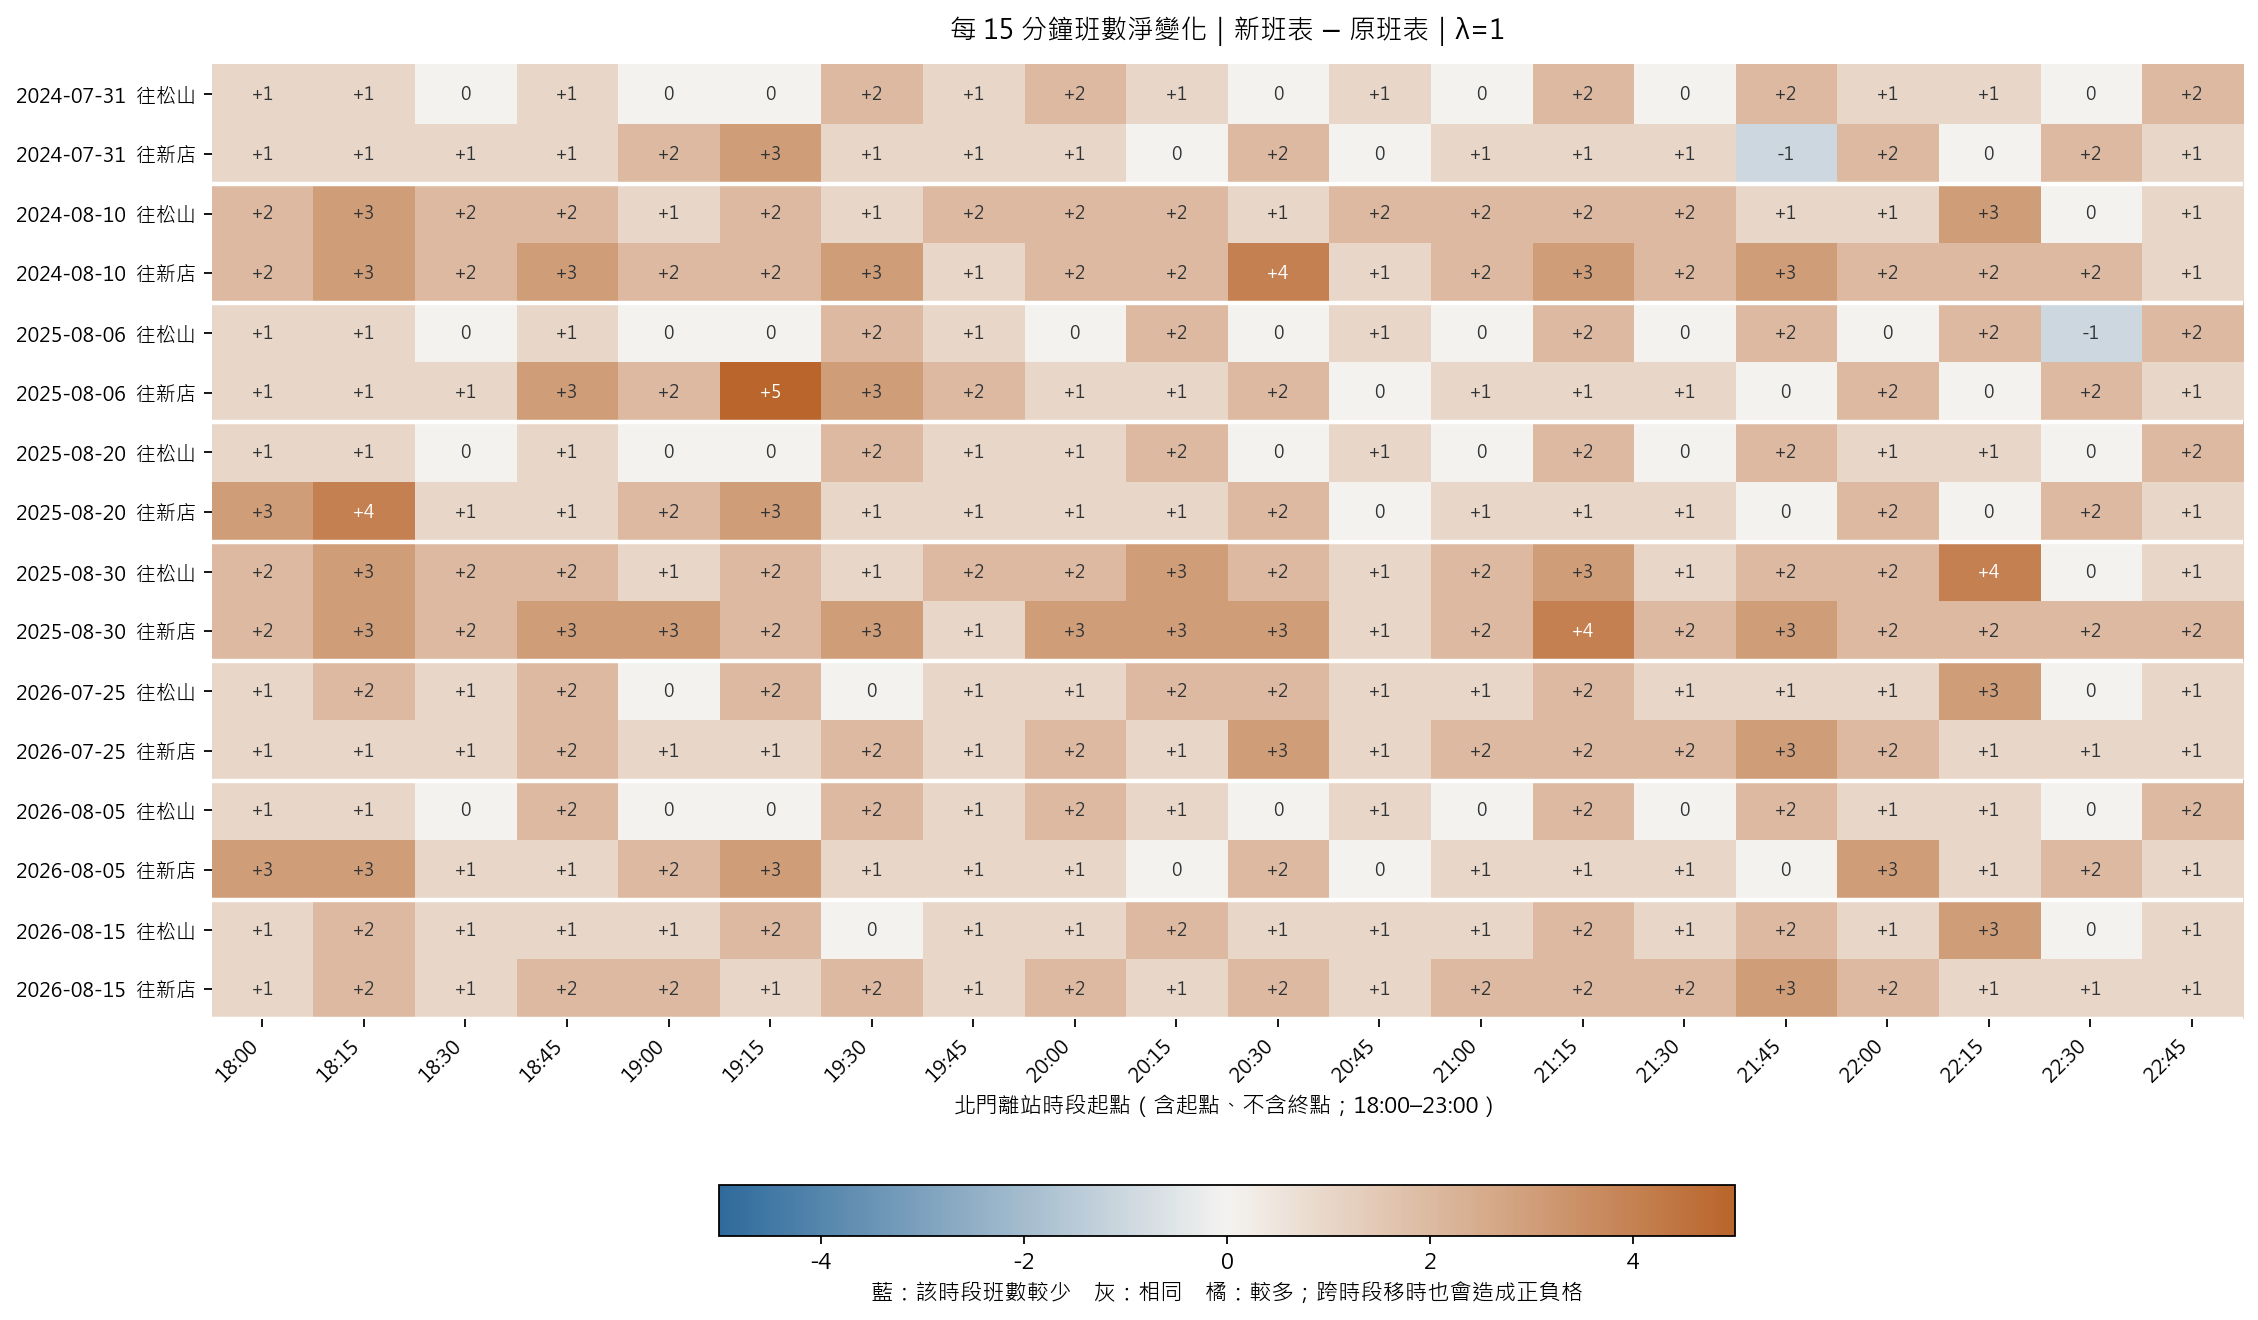 每 15 分鐘班數淨變化 | 新班表 − 原班表 | λ=1
2024-07-31 往松山 +1 +1 0 +1 0 0 +2 +1 +2 +1 0 +1 0 +2 0 +2 +1 +1 0 +2
2024-07-31 往新店 +1 +1 +1 +1 +2 +3 +1 +1 +1 0 +2 0 +1 +1 +1 -1 +2 0 +2 +1
2024-08-10 往松山 +2 +3 +2 +2 +1 +2 +1 +2 +2 +2 +1 +2 +2 +2 +2 +1 +1 +3 0 +1
2024-08-10 往新店 +2 +3 +2 +3 +2 +2 +3 +1 +2 +2 +4 +1 +2 +3 +2 +3 +2 +2 +2 +1
2025-08-06 往松山 +1 +1 0 +1 0 0 +2 +1 0 +2 0 +1 0 +2 0 +2 0 +2 -1 +2
2025-08-06 往新店 +1 +1 +1 +3 +2 +5 +3 +2 +1 +1 +2 0 +1 +1 +1 0 +2 0 +2 +1
2025-08-20 往松山 +1 +1 0 +1 0 0 +2 +1 +1 +2 0 +1 0 +2 0 +2 +1 +1 0 +2
2025-08-20 往新店 +3 +4 +1 +1 +2 +3 +1 +1 +1 +1 +2 0 +1 +1 +1 0 +2 0 +2 +1
2025-08-30 往松山 +2 +3 +2 +2 +1 +2 +1 +2 +2 +3 +2 +1 +2 +3 +1 +2 +2 +4 0 +1
2025-08-30 往新店 +2 +3 +2 +3 +3 +2 +3 +1 +3 +3 +3 +1 +2 +4 +2 +3 +2 +2 +2 +2
2026-07-25 往松山 +1 +2 +1 +2 0 +2 0 +1 +1 +2 +2 +1 +1 +2 +1 +1 +1 +3 0 +1
2026-07-25 往新店 +1 +1 +1 +2 +1 +1 +2 +1 +2 +1 +3 +1 +2 +2 +2 +3 +2 +1 +1 +1
2026-08-05 往松山 +1 +1 0 +2 0 0 +2 +1 +2 +1 0 +1 0 +2 0 +2 +1 +1 0 +2
2026-08-05 往新店 +3 +3 +1 +1 +2 +3 +1 +1 +1 0 +2 0 +1 +1 +1 0 +3 +1 +2 +1
2026-08-15 往松山 +1 +2 +1 +1 +1 +2 0 +1 +1 +2 +1 +1 +1 +2 +1 +2 +1 +3 0 +1
2026-08-15 往新店 +1 +2 +1 +2 +2 +1 +2 +1 +2 +1 +2 +1 +2 +2 +2 +3 +2 +1 +1 +1
18:00 18:15 18:30 18:45 19:00 19:15 19:30 19:45 20:00 20:15 20:30 20:45 21:00 21:15 21:30 21:45 22:00 22:15 22:30 22:45
北門離站時段起點（含起點、不含終點；18:00–23:00）
-4 -2 0 2 4
藍：該時段班數較少　灰：相同　橘：較多；跨時段移時也會造成正負格